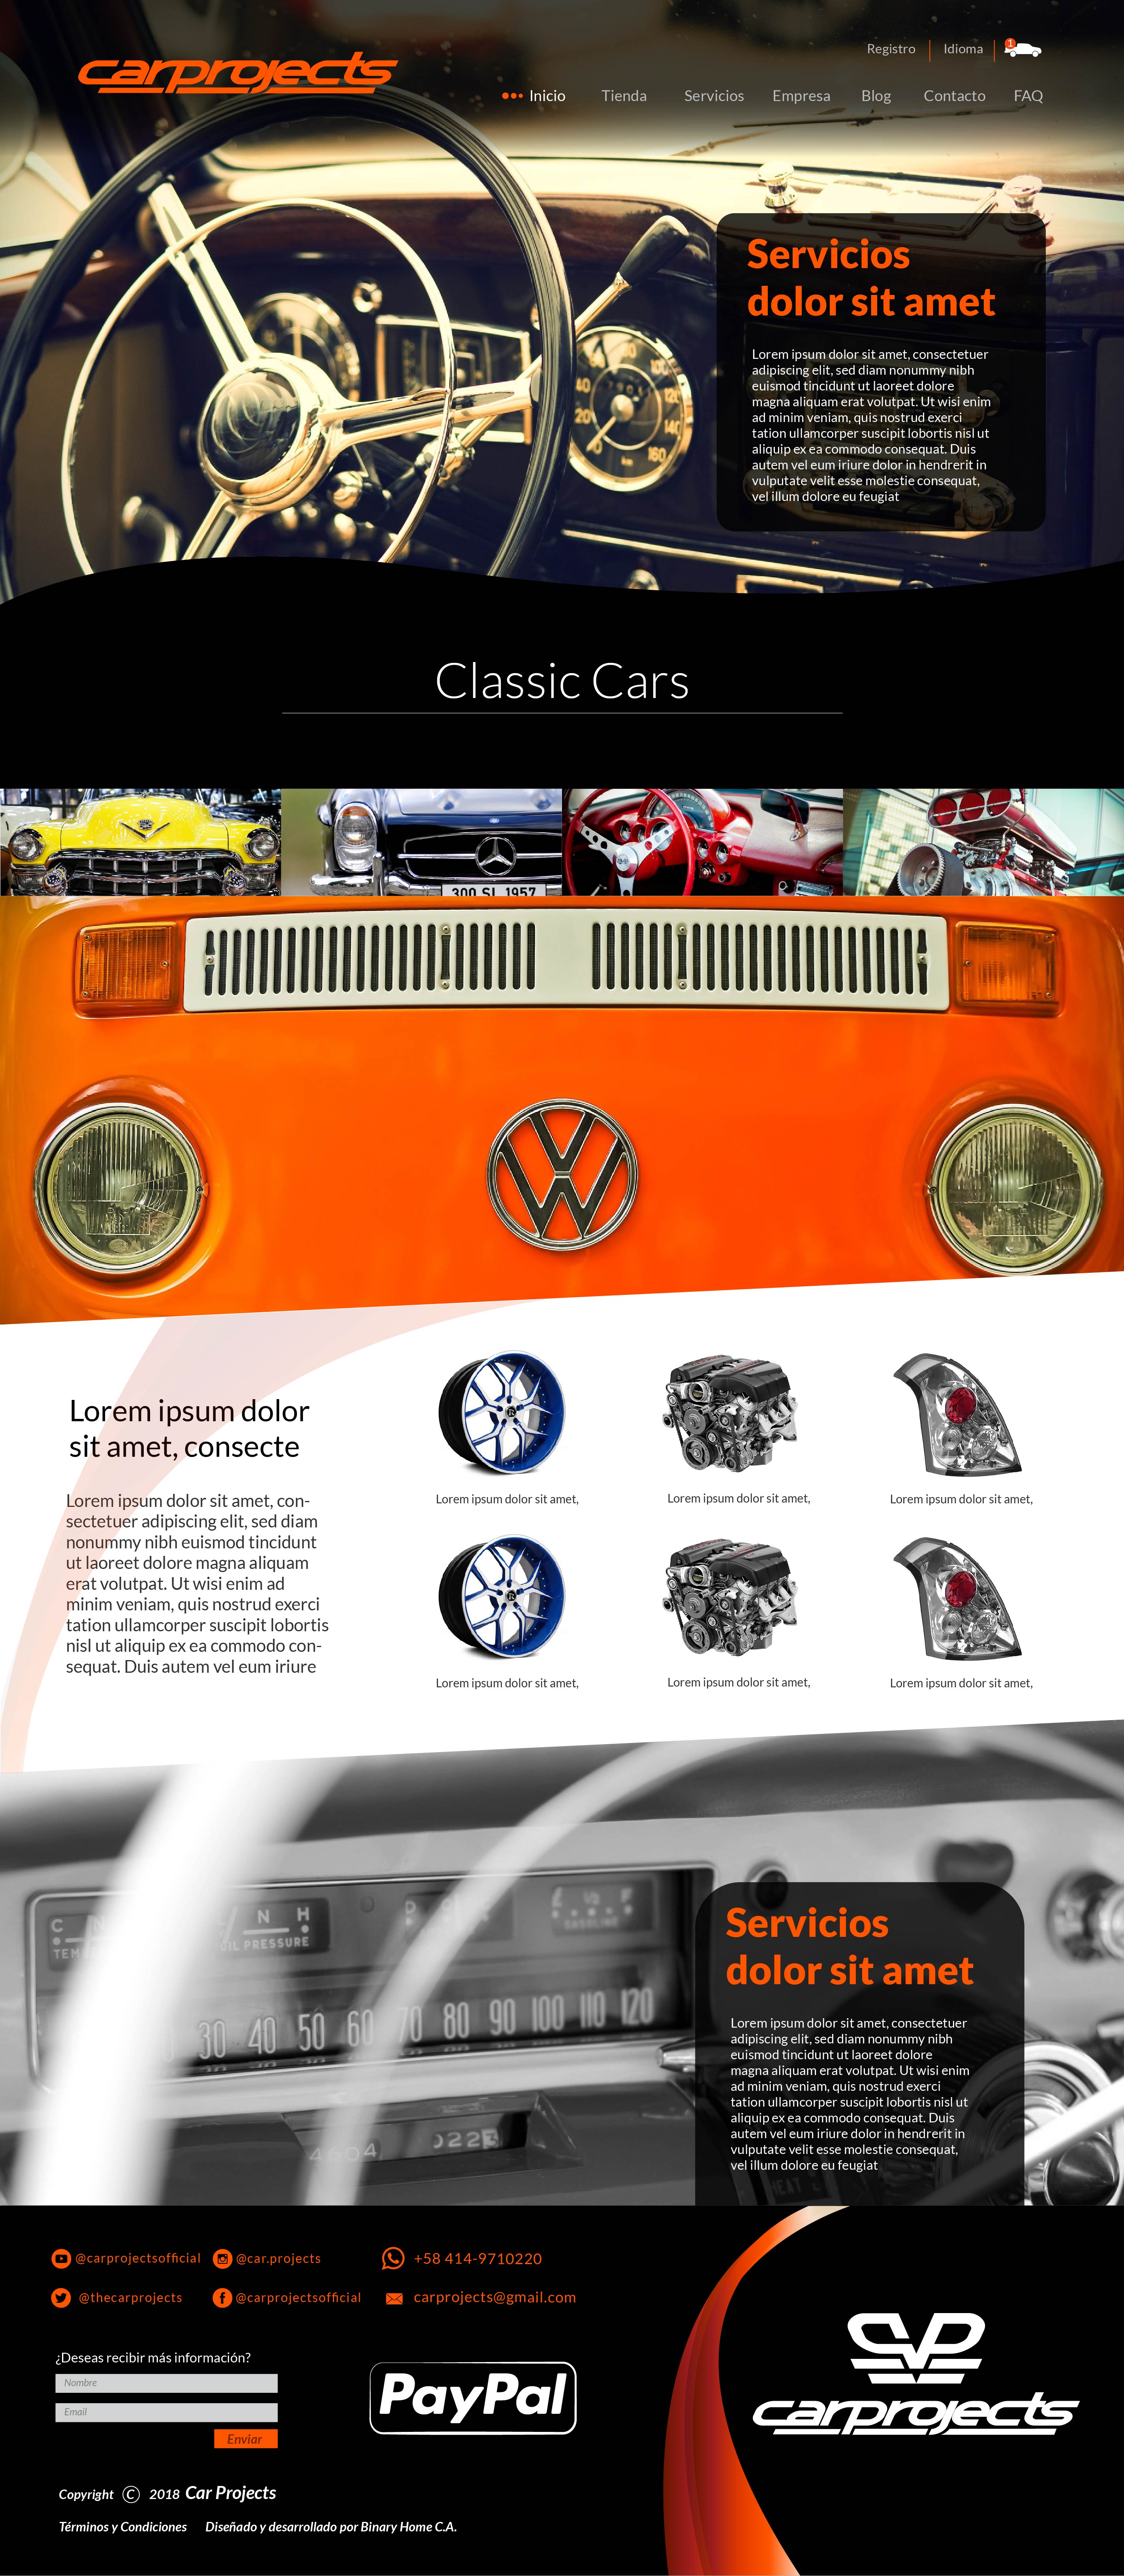 carprojects
Registro
Idioma
1
Inicio
Tienda
Servicios
Empresa
Blog
Contacto
FAQ
Servicios
dolor sit amet
Lorem ipsum dolor sit amet, consectetuer
adipiscing elit, sed diam nonummy nibh
euismod tincidunt ut laoreet dolore
magna aliquam erat volutpat. Ut wisi enim
ad minim veniam, quis nostrud exerci
tation ullamcorper suscipit lobortis nisl ut
aliquip ex ea commodo consequat. Duis
autem vel eum iriure dolor in hendrerit in
vulputate velit esse molestie consequat,
vel illum dolore eu feugiat
80
100
120
140
160
km
Classic Cars
300 SL 1957
Lorem ipsum dolor
sit amet, consecte
Lorem ipsum dolor sit amet, con-
sectetuer adipiscing elit, sed diam
nonummy nibh euismod tincidunt
ut laoreet dolore magna aliquam
erat volutpat. Ut wisi enim ad
minim veniam, quis nostrud exerci
tation ullamcorper suscipit lobortis
nisl ut aliquip ex ea commodo con-
sequat. Duis autem vel eum iriure
Lorem ipsum dolor sit amet,
Lorem ipsum dolor sit amet,
Lorem ipsum dolor sit amet,
Lorem ipsum dolor sit amet,
Lorem ipsum dolor sit amet,
Lorem ipsum dolor sit amet,
C N H
OIL PRESSURE
30 40 50 60 70 80 90 100 110 120
Servicios
dolor sit amet
Lorem ipsum dolor sit amet, consectetuer
adipiscing elit, sed diam nonummy nibh
euismod tincidunt ut laoreet dolore
magna aliquam erat volutpat. Ut wisi enim
ad minim veniam, quis nostrud exerci
tation ullamcorper suscipit lobortis nisl ut
aliquip ex ea commodo consequat. Duis
autem vel eum iriure dolor in hendrerit in
vulputate velit esse molestie consequat,
vel illum dolore eu feugiat
@carprojectsofficial
@car.projects
+58 414-9710220
@thecarprojects
@carprojectsofficial
carprojects@gmail.com
¿Deseas recibir más información?
Nombre
Email
Enviar
PayPal
carprojects
Copyright © 2018 Car Projects
Términos y Condiciones
Diseñado y desarrollado por Binary Home C.A.